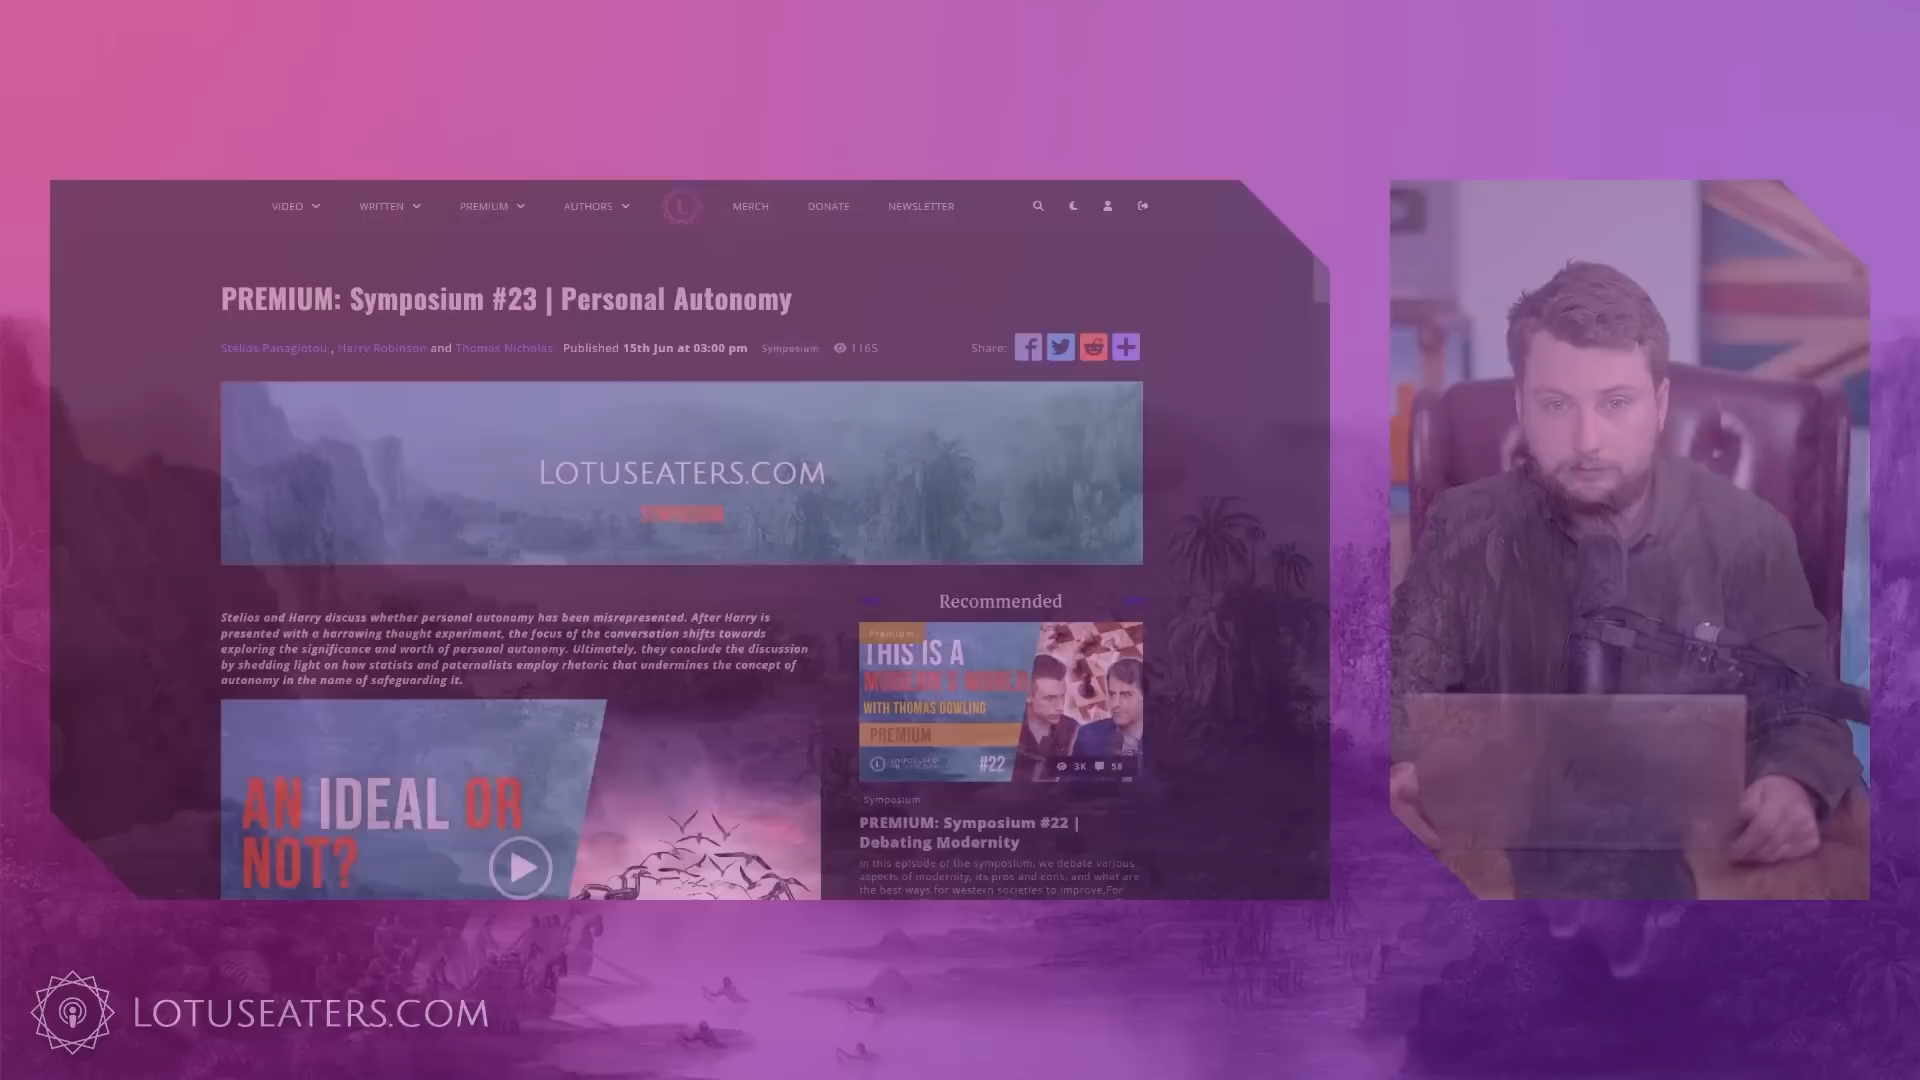 VIDEO WRITTEN PREMIUM AUTHORS L MERCH DONATE NEWSLETTER
PREMIUM: Symposium #23 | Personal Autonomy
Stelios Panagiotou , Harry Robinson and Thomas Nicholas Published 15th Jun at 03:00 pm Symposium 1165 Share:
LOTUSEATERS.COM
SYMPOSIUM
Stelios and Harry discuss whether personal autonomy has been misrepresented. After Harry is
presented with a harrowing thought experiment, the focus of the conversation shifts towards
exploring the significance and worth of personal autonomy. Ultimately, they conclude the discussion
by shedding light on how statists and paternalists employ rhetoric that undermines the concept of
autonomy in the name of safeguarding it.
AN IDEAL OR
NOT?
Recommended
Premium
THIS IS A
WITH THOMAS DOWLING
PREMIUM
#22 3K 58
Symposium
PREMIUM: Symposium #22 |
Debating Modernity
In this episode of the symposium, we debate various
aspects of modernity, its pros and cons, and what are
the best ways for western societies to improve.For
LOTUSEATERS.COM